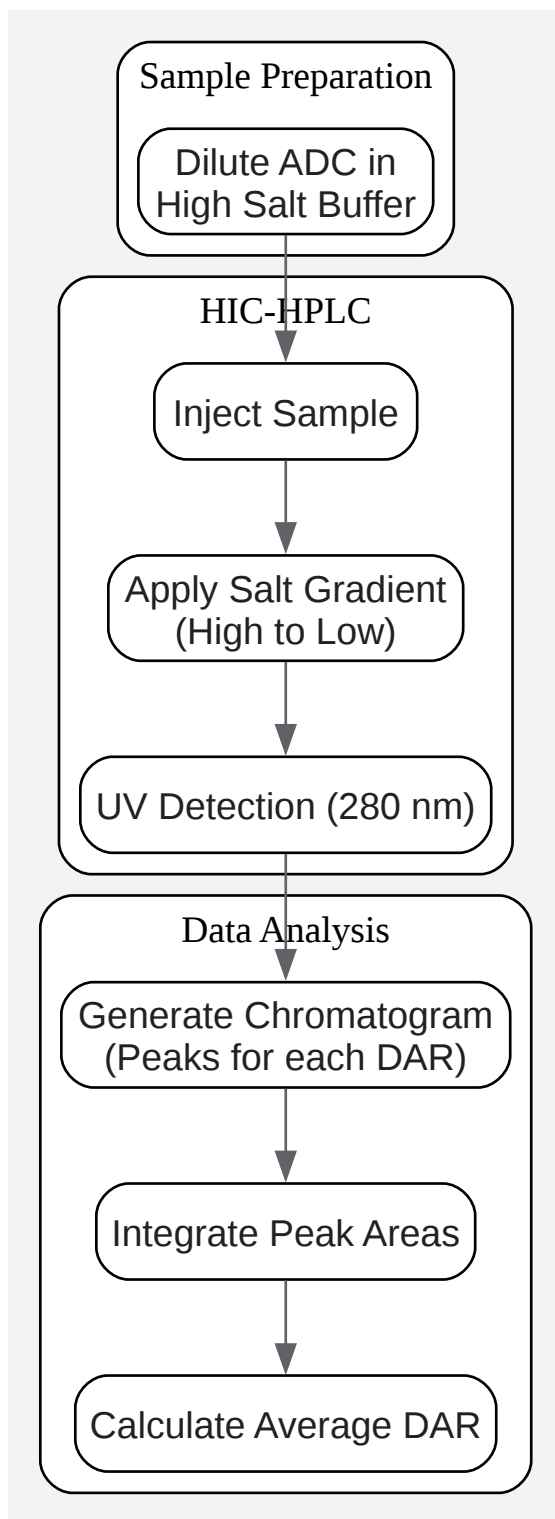 Sample Preparation
Dilute ADC in
High Salt Buffer
HIC-HPLC
Inject Sample
Apply Salt Gradient
(High to Low)
UV Detection (280 nm)
Data Analysis
Generate Chromatogram
(Peaks for each DAR)
Integrate Peak Areas
Calculate Average DAR